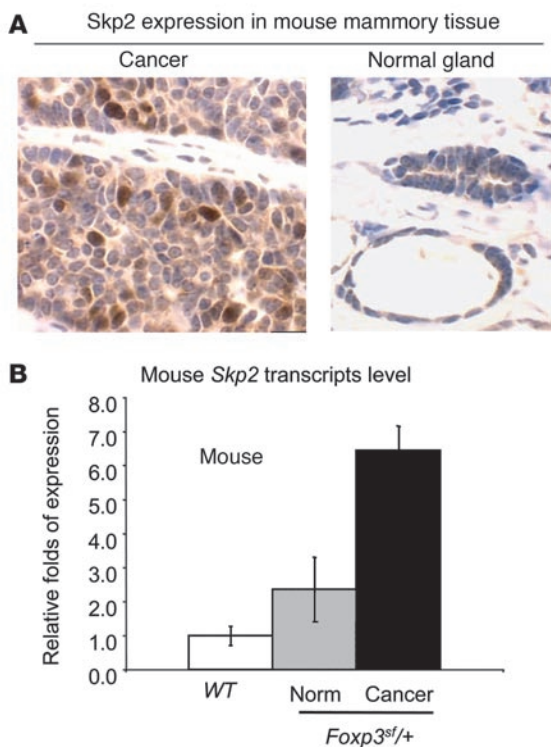 A
Skp2 expression in mouse mammory tissue
Cancer
Normal gland
B
Mouse Skp2 transcripts level
Relative folds of expression
8.0
7.0
6.0
5.0
4.0
3.0
2.0
1.0
0.0
Mouse
WT
Norm
Cancer
Foxp3sf/+